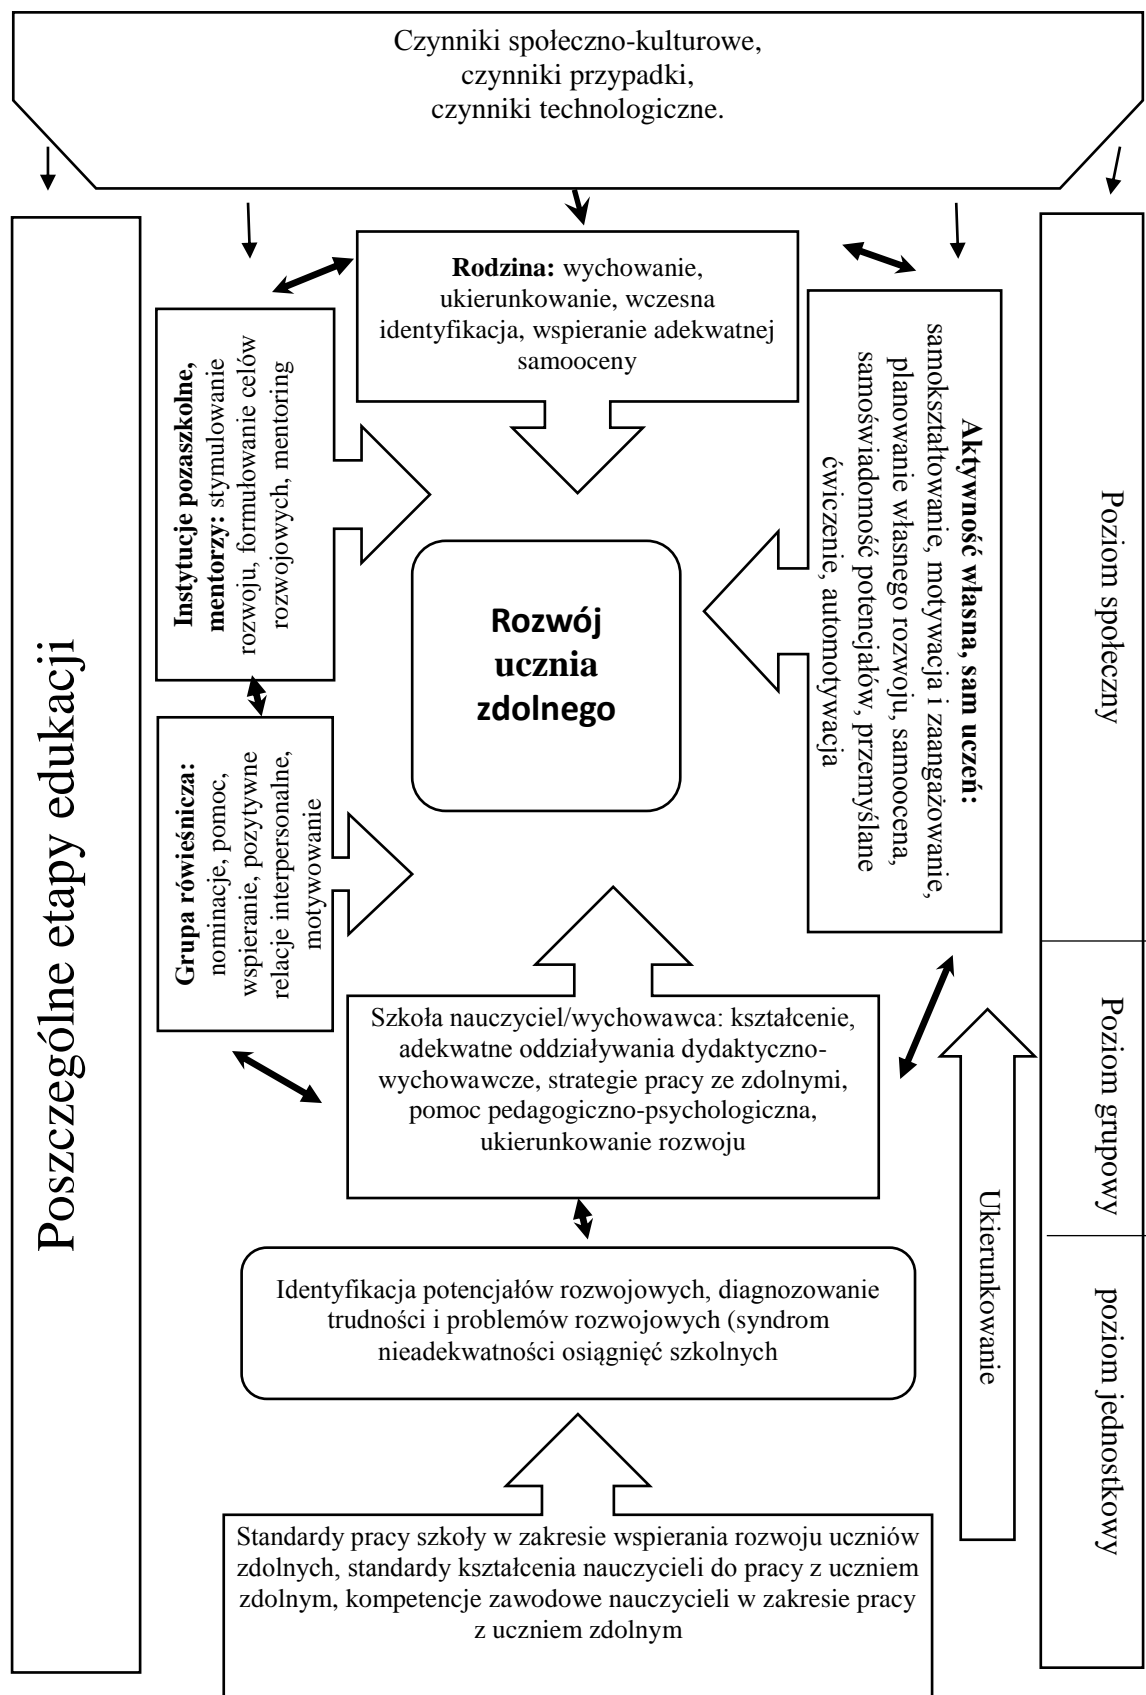 Czynniki społeczno-kulturowe,
czynniki przypadki,
czynniki technologiczne.
Poszczególne etapy edukacji
Rodzina: wychowanie,
ukierunkowanie, wczesna
identyfikacja, wspieranie adekwatnej
samooceny
Instytucje pozaszkolne,
mentorzy: stymulowanie
rozwoju, formułowanie celów
rozwojowych, mentoring
Aktywność własna, sam uczeń:
samokształtowanie, motywacja i zaangażowanie,
planowanie własnego rozwoju, samoocena,
samoświadomość potencjałów, przemyślane
ćwiczenie, automotywacja
Rozwój
ucznia
zdolnego
Grupa rówieśnicza:
nominacje, pomoc,
wspieranie, pozytywne
relacje interpersonalne,
motywowanie
Szkoła nauczyciel/wychowawca: kształcenie,
adekwatne oddziaływania dydaktyczno-
wychowawcze, strategie pracy ze zdolnymi,
pomoc pedagogiczno-psychologiczna,
ukierunkowanie rozwoju
Identyfikacja potencjałów rozwojowych, diagnozowanie
trudności i problemów rozwojowych (syndrom
nieadekwatności osiągnięć szkolnych
Standardy pracy szkoły w zakresie wspierania rozwoju uczniów
zdolnych, standardy kształcenia nauczycieli do pracy z uczniem
zdolnym, kompetencje zawodowe nauczycieli w zakresie pracy
z uczniem zdolnym
Ukierunkowanie
Poziom społeczny
Poziom grupowy
poziom jednostkowy